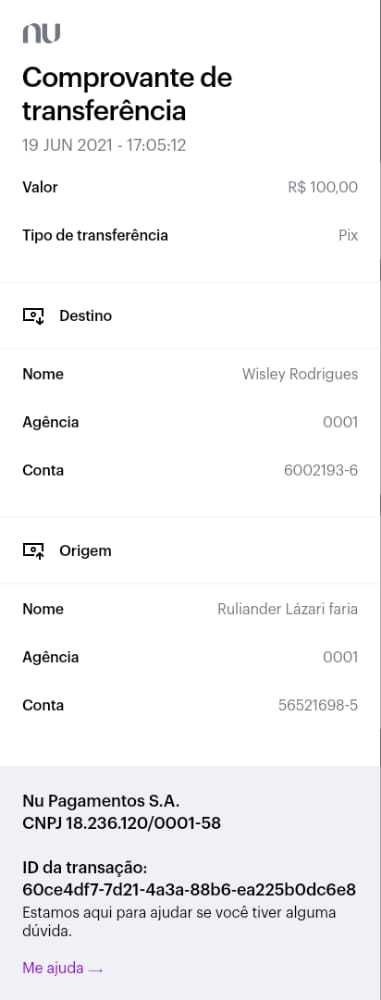 nu
Comprovante de
transferência
19 JUN 2021 - 17:05:12
Valor R$ 100,00
Tipo de transferência Pix
Destino
Nome Wisley Rodrigues
Agência 0001
Conta 6002193-6
Origem
Nome Ruliander Lázari faria
Agência 0001
Conta 56521698-5
Nu Pagamentos S.A.
CNPJ 18.236.120/0001-58
ID da transação:
60ce4df7-7d21-4a3a-88b6-ea225b0dc6e8
Estamos aqui para ajudar se você tiver alguma
dúvida.
Me ajuda →